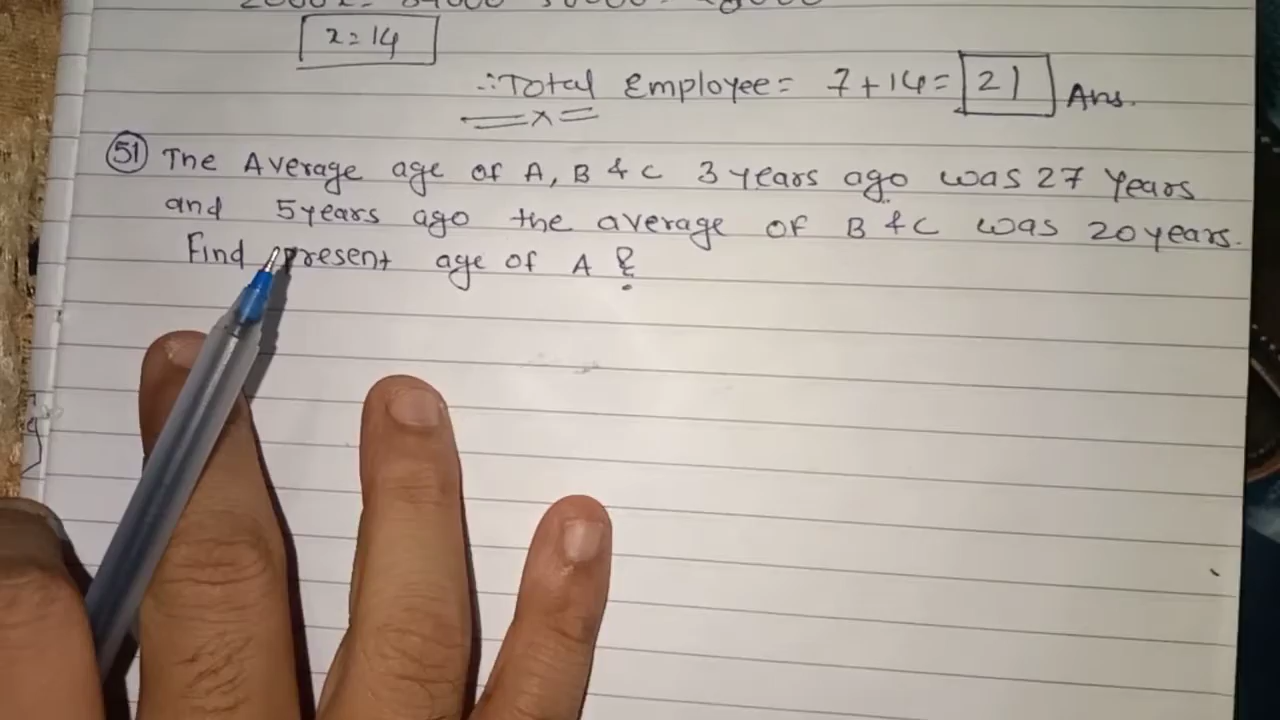 x = 14
∴ Total Employee = 7 + 14 = 21 Ans.
51 The Average age of A, B & C 3 years ago was 27 Years
and 5 years ago the average of B & C was 20 years.
Find present age of A ?